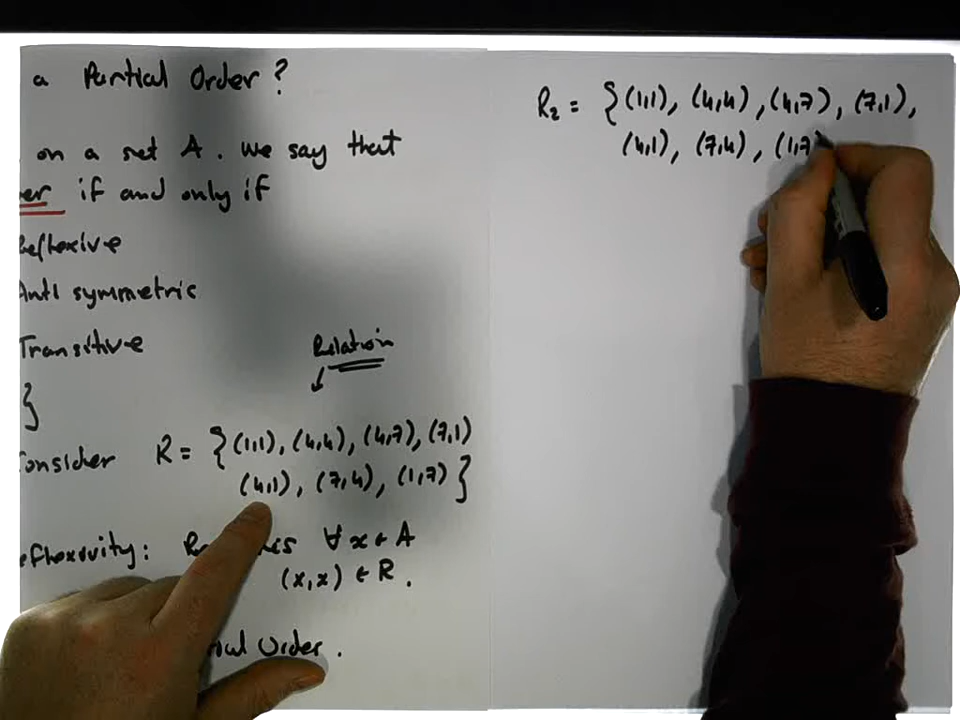 a Partial Order?
on a set A. we say that
er if and only if
Reflexive
Anti symmetric
Transitive
}
Relation
Consider R = {(1,1), (4,4), (4,7), (7,1)
(4,1), (7,4), (1,7)}
eflexivity: ∀x ∈ A
(x,x) ∈ R.
Order.
R₂ = {(1,1), (4,4), (4,7), (7,1),
(4,1), (7,4), (1,7